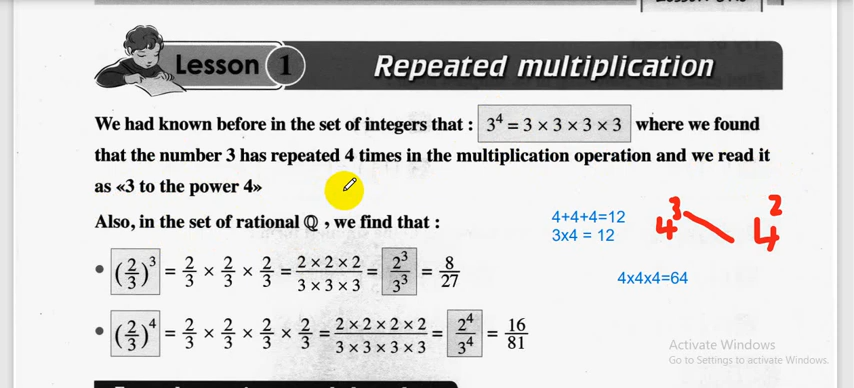 Lesson 1 Repeated multiplication
We had known before in the set of integers that : 3⁴ = 3 × 3 × 3 × 3 where we found
that the number 3 has repeated 4 times in the multiplication operation and we read it
as «3 to the power 4»
Also, in the set of rational ℚ , we find that :
4+4+4=12
3x4 = 12
4³ 4²
• (2/3)³ = 2/3 × 2/3 × 2/3 = 2 × 2 × 2 / 3 × 3 × 3 = 2³/3³ = 8/27
4x4x4=64
• (2/3)⁴ = 2/3 × 2/3 × 2/3 × 2/3 = 2 × 2 × 2 × 2 / 3 × 3 × 3 × 3 = 2⁴/3⁴ = 16/81
Activate Windows
Go to Settings to activate Windows.